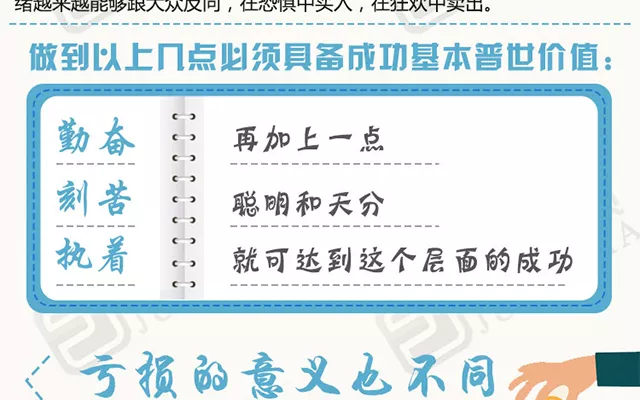 绪越来越能够跟大众反向，在恐惧中买入，在狂欢中卖出。
做到以上几点必须具备成功基本普世价值：
勤奋
刻苦
执着
再加上一点
聪明和天分
就可达到这个层面的成功
亏损的意义也不同